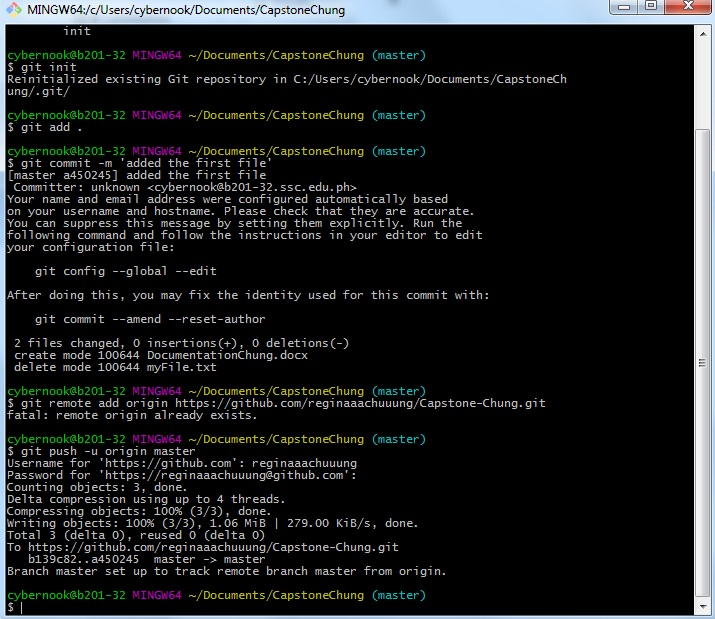 MINGW64:/c/Users/cybernook/Documents/CapstoneChung
init
cybernook@b201-32 MINGW64 ~/Documents/CapstoneChung (master)
$ git init
Reinitialized existing Git repository in C:/Users/cybernook/Documents/CapstoneCh
ung/.git/
cybernook@b201-32 MINGW64 ~/Documents/CapstoneChung (master)
$ git add .
cybernook@b201-32 MINGW64 ~/Documents/CapstoneChung (master)
$ git commit -m 'added the first file'
[master a450245] added the first file
 Committer: unknown <cybernook@b201-32.ssc.edu.ph>
Your name and email address were configured automatically based
on your username and hostname. Please check that they are accurate.
You can suppress this message by setting them explicitly. Run the
following command and follow the instructions in your editor to edit
your configuration file:
    git config --global --edit
After doing this, you may fix the identity used for this commit with:
    git commit --amend --reset-author
 2 files changed, 0 insertions(+), 0 deletions(-)
 create mode 100644 DocumentationChung.docx
 delete mode 100644 myFile.txt
cybernook@b201-32 MINGW64 ~/Documents/CapstoneChung (master)
$ git remote add origin https://github.com/reginaaachuuung/Capstone-Chung.git
fatal: remote origin already exists.
cybernook@b201-32 MINGW64 ~/Documents/CapstoneChung (master)
$ git push -u origin master
Username for 'https://github.com': reginaaachuuung
Password for 'https://reginaaachuuung@github.com':
Counting objects: 3, done.
Delta compression using up to 4 threads.
Compressing objects: 100% (3/3), done.
Writing objects: 100% (3/3), 1.06 MiB | 279.00 KiB/s, done.
Total 3 (delta 0), reused 0 (delta 0)
To https://github.com/reginaaachuuung/Capstone-Chung.git
   b139c82..a450245  master -> master
Branch master set up to track remote branch master from origin.
cybernook@b201-32 MINGW64 ~/Documents/CapstoneChung (master)
$